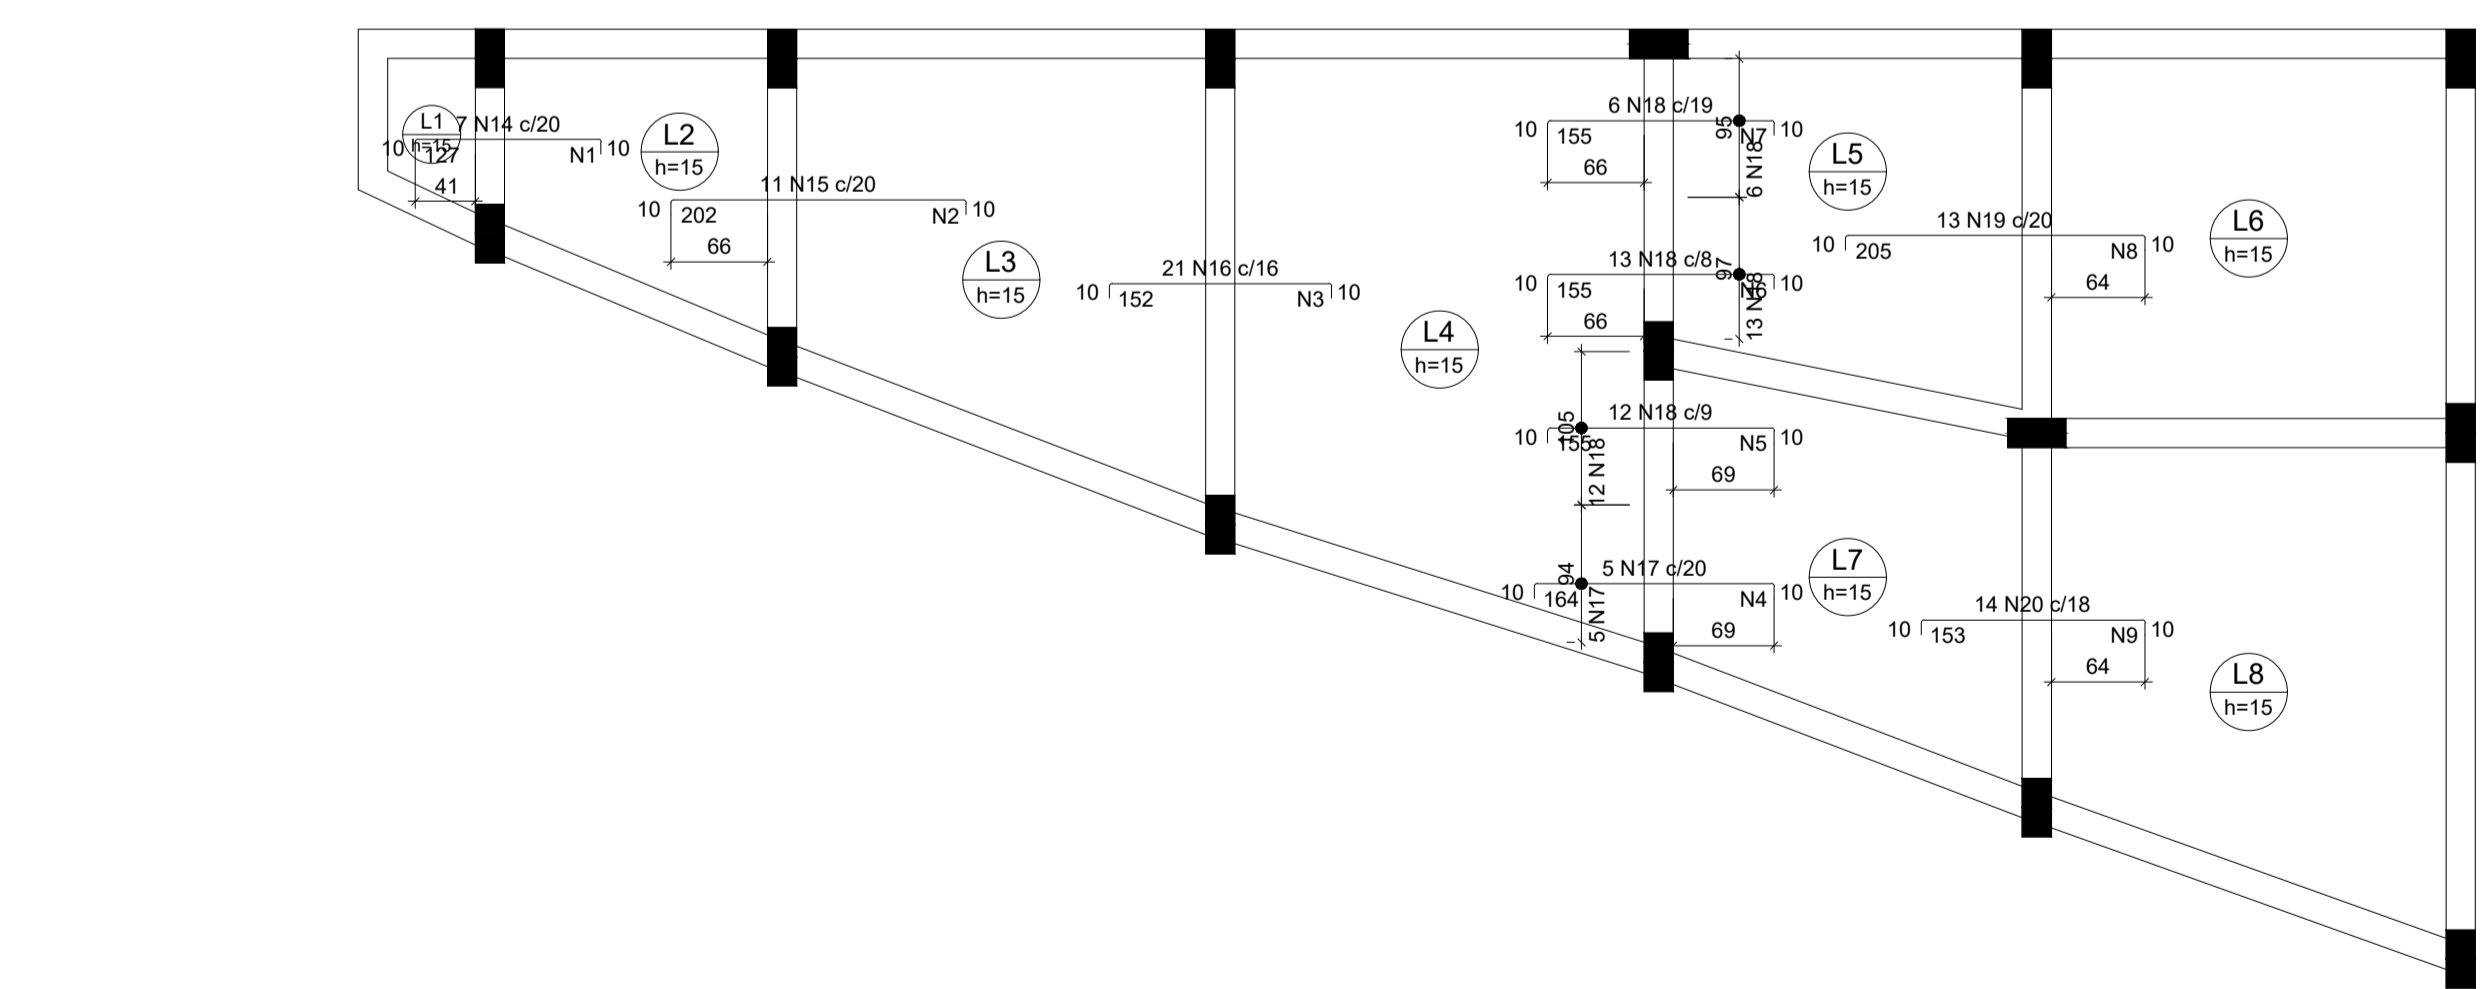 L1
h=15
7 N14 c/20
10
127
N1
10
41
L2
h=15
11 N15 c/20
10
202
N2
10
66
L3
h=15
21 N16 c/16
10
152
N3
10
L4
h=15
6 N18 c/19
10
155
N7
10
66
95
6 N18
13 N18 c/8
10
155
N6
10
66
97
13 N18
12 N18 c/9
10
155
N5
10
69
105
12 N18
5 N17 c/20
10
164
N4
10
69
94
5 N17
L5
h=15
13 N19 c/20
10
205
N8
10
64
L6
h=15
L7
h=15
14 N20 c/18
10
153
N9
10
64
L8
h=15